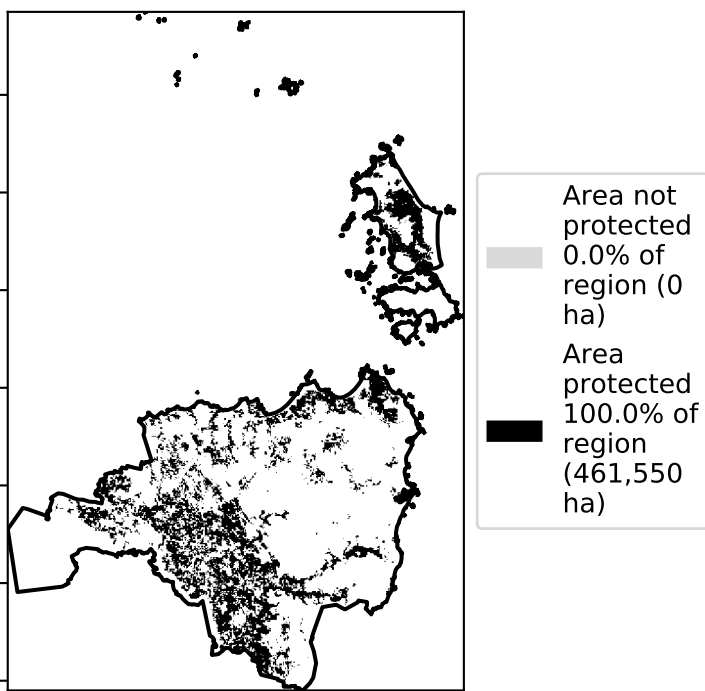 Area not
protected
0.0% of
region (0
ha)
Area
protected
100.0% of
region
(461,550
ha)